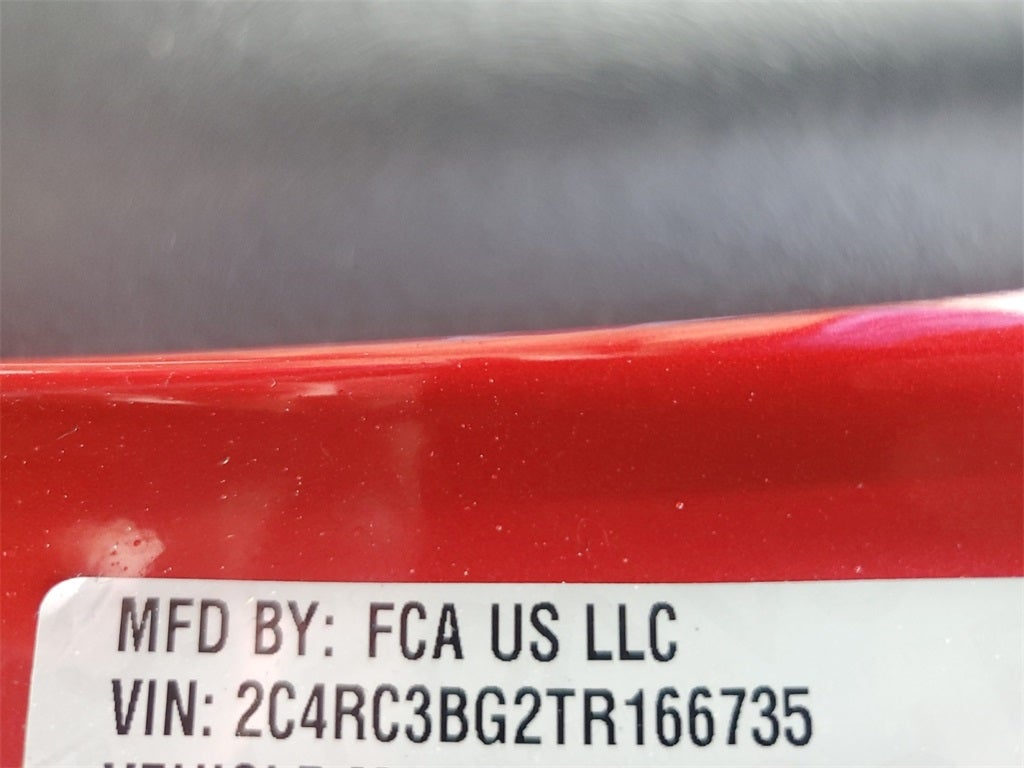 MFD BY: FCA US LLC
VIN: 2C4RC3BG2TR166735